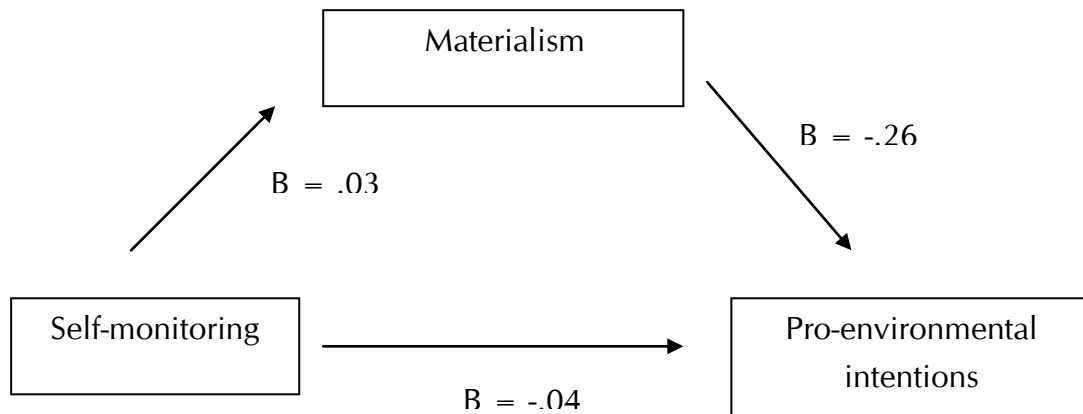 Materialism
B = -.26
B = .03
Self-monitoring
Pro-environmental
intentions
B = -.04